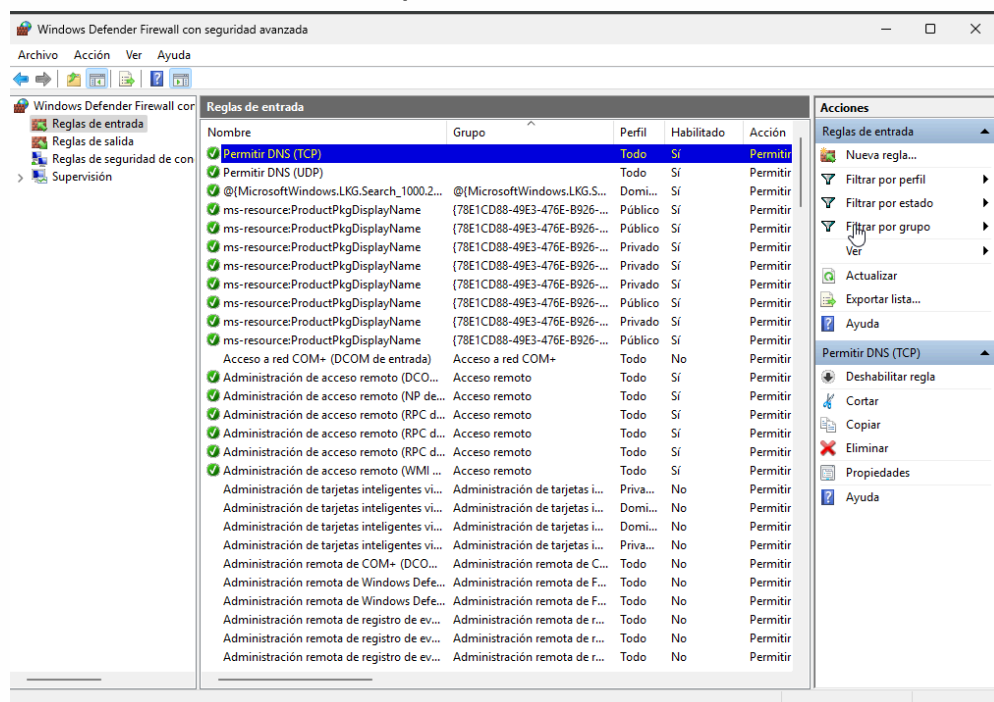 Windows Defender Firewall con seguridad avanzada
Archivo Acción Ver Ayuda
Windows Defender Firewall con
Reglas de entrada
Reglas de salida
Reglas de seguridad de con
Supervisión
Reglas de entrada
Nombre Grupo Perfil Habilitado Acción
Permitir DNS (TCP) Todo Sí Permitir
Permitir DNS (UDP) Todo Sí Permitir
@{MicrosoftWindows.LKG.Search_1000.2... @{MicrosoftWindows.LKG.S... Domi... Sí Permitir
ms-resource:ProductPkgDisplayName {78E1CD88-49E3-476E-B926-... Público Sí Permitir
ms-resource:ProductPkgDisplayName {78E1CD88-49E3-476E-B926-... Público Sí Permitir
ms-resource:ProductPkgDisplayName {78E1CD88-49E3-476E-B926-... Privado Sí Permitir
ms-resource:ProductPkgDisplayName {78E1CD88-49E3-476E-B926-... Privado Sí Permitir
ms-resource:ProductPkgDisplayName {78E1CD88-49E3-476E-B926-... Privado Sí Permitir
ms-resource:ProductPkgDisplayName {78E1CD88-49E3-476E-B926-... Público Sí Permitir
ms-resource:ProductPkgDisplayName {78E1CD88-49E3-476E-B926-... Privado Sí Permitir
ms-resource:ProductPkgDisplayName {78E1CD88-49E3-476E-B926-... Público Sí Permitir
Acceso a red COM+ (DCOM de entrada) Acceso a red COM+ Todo No Permitir
Administración de acceso remoto (DCO... Acceso remoto Todo Sí Permitir
Administración de acceso remoto (NP de... Acceso remoto Todo Sí Permitir
Administración de acceso remoto (RPC d... Acceso remoto Todo Sí Permitir
Administración de acceso remoto (RPC d... Acceso remoto Todo Sí Permitir
Administración de acceso remoto (RPC d... Acceso remoto Todo Sí Permitir
Administración de acceso remoto (WMI ... Acceso remoto Todo Sí Permitir
Administración de tarjetas inteligentes vi... Administración de tarjetas i... Priva... No Permitir
Administración de tarjetas inteligentes vi... Administración de tarjetas i... Domi... No Permitir
Administración de tarjetas inteligentes vi... Administración de tarjetas i... Domi... No Permitir
Administración de tarjetas inteligentes vi... Administración de tarjetas i... Priva... No Permitir
Administración remota de COM+ (DCO... Administración remota de C... Todo No Permitir
Administración remota de Windows Defe... Administración remota de F... Todo No Permitir
Administración remota de Windows Defe... Administración remota de F... Todo No Permitir
Administración remota de registro de ev... Administración remota de r... Todo No Permitir
Administración remota de registro de ev... Administración remota de r... Todo No Permitir
Administración remota de registro de ev... Administración remota de r... Todo No Permitir
Acciones
Reglas de entrada
Nueva regla...
Filtrar por perfil
Filtrar por estado
Filtrar por grupo
Ver
Actualizar
Exportar lista...
Ayuda
Permitir DNS (TCP)
Deshabilitar regla
Cortar
Copiar
Eliminar
Propiedades
Ayuda